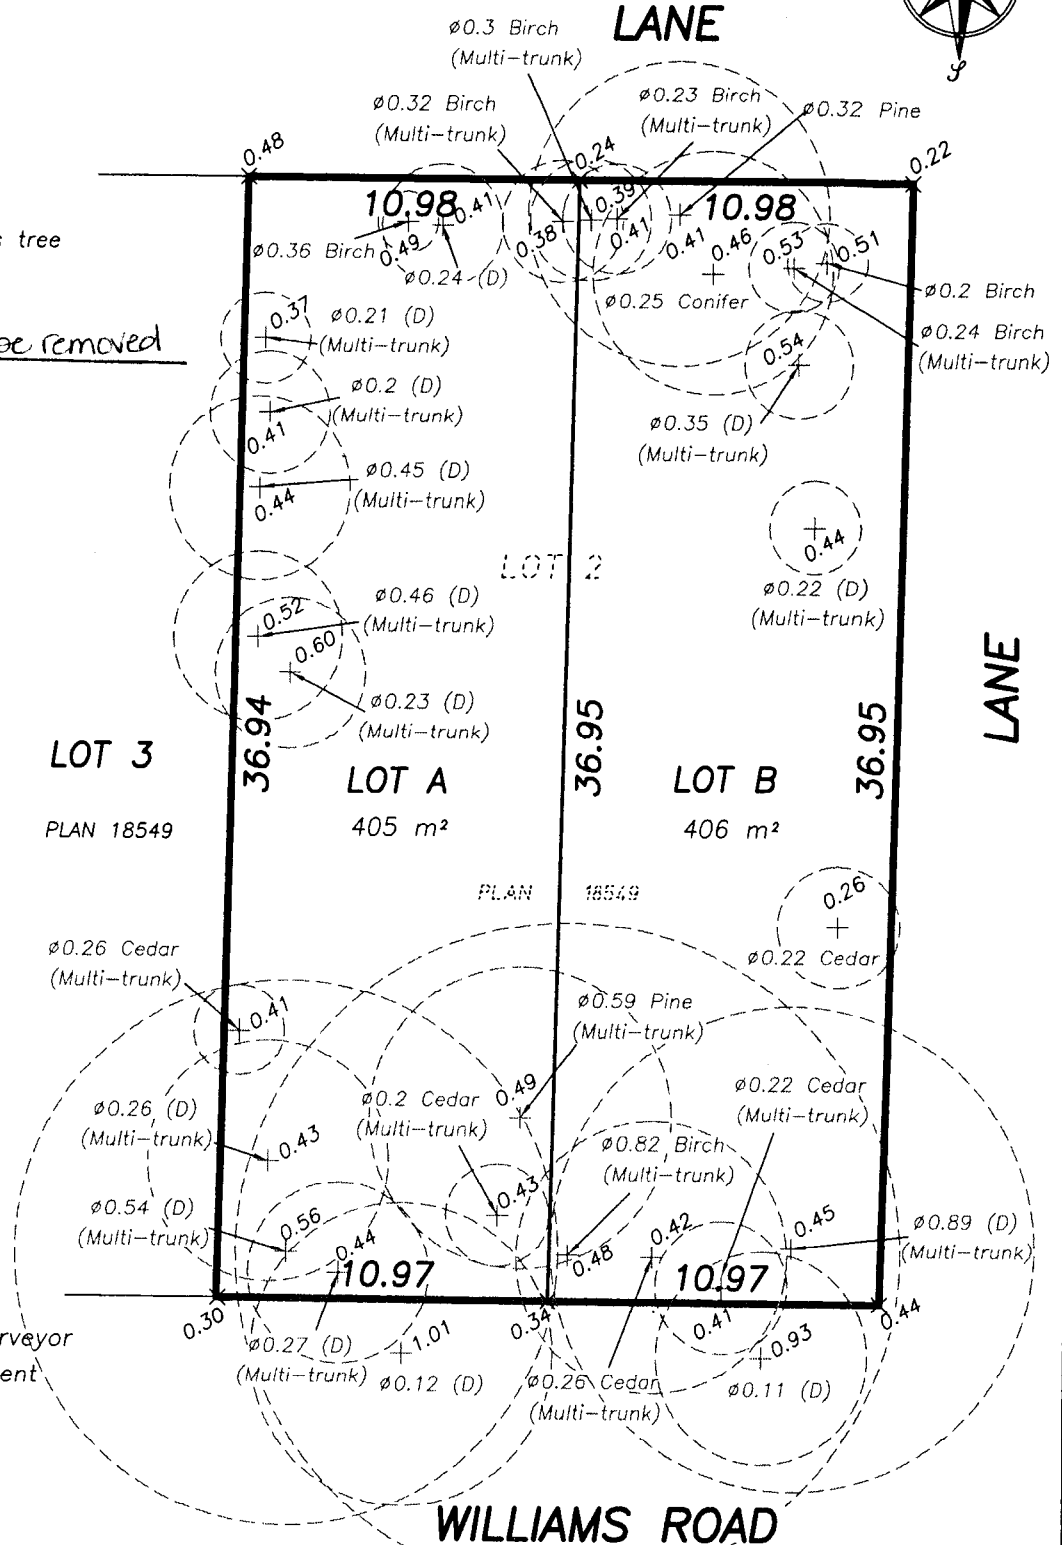 LANE
S
ø0.3 Birch
(Multi-trunk)
ø0.32 Birch
(Multi-trunk)
ø0.23 Birch
(Multi-trunk)
ø0.32 Pine
0.48
0.24
0.22
10.98
10.98
0.41
0.39
0.49
0.38
0.41
0.41
0.46
0.53
0.51
s tree
ø0.36 Birch
ø0.24 (D)
ø0.25 Conifer
ø0.2 Birch
ø0.24 Birch
(Multi-trunk)
be removed
0.37
ø0.21 (D)
(Multi-trunk)
0.54
ø0.2 (D)
(Multi-trunk)
0.41
ø0.35 (D)
(Multi-trunk)
ø0.45 (D)
(Multi-trunk)
0.44
0.44
LOT 2
ø0.22 (D)
(Multi-trunk)
ø0.46 (D)
(Multi-trunk)
0.52
0.60
ø0.23 (D)
(Multi-trunk)
LANE
36.94
36.95
36.95
LOT 3
PLAN 18549
LOT A
405 m²
LOT B
406 m²
PLAN 18549
0.26
ø0.22 Cedar
ø0.26 Cedar
(Multi-trunk)
0.41
ø0.59 Pine
(Multi-trunk)
0.49
ø0.2 Cedar
(Multi-trunk)
ø0.22 Cedar
(Multi-trunk)
ø0.26 (D)
(Multi-trunk)
0.43
ø0.82 Birch
(Multi-trunk)
0.43
ø0.54 (D)
(Multi-trunk)
0.56
0.44
0.48
0.42
0.45
ø0.89 (D)
(Multi-trunk)
10.97
10.97
0.30
0.34
0.41
0.44
rveyor
ent
ø0.27 (D)
(Multi-trunk)
1.01
ø0.12 (D)
ø0.26 Cedar
(Multi-trunk)
0.93
ø0.11 (D)
WILLIAMS ROAD